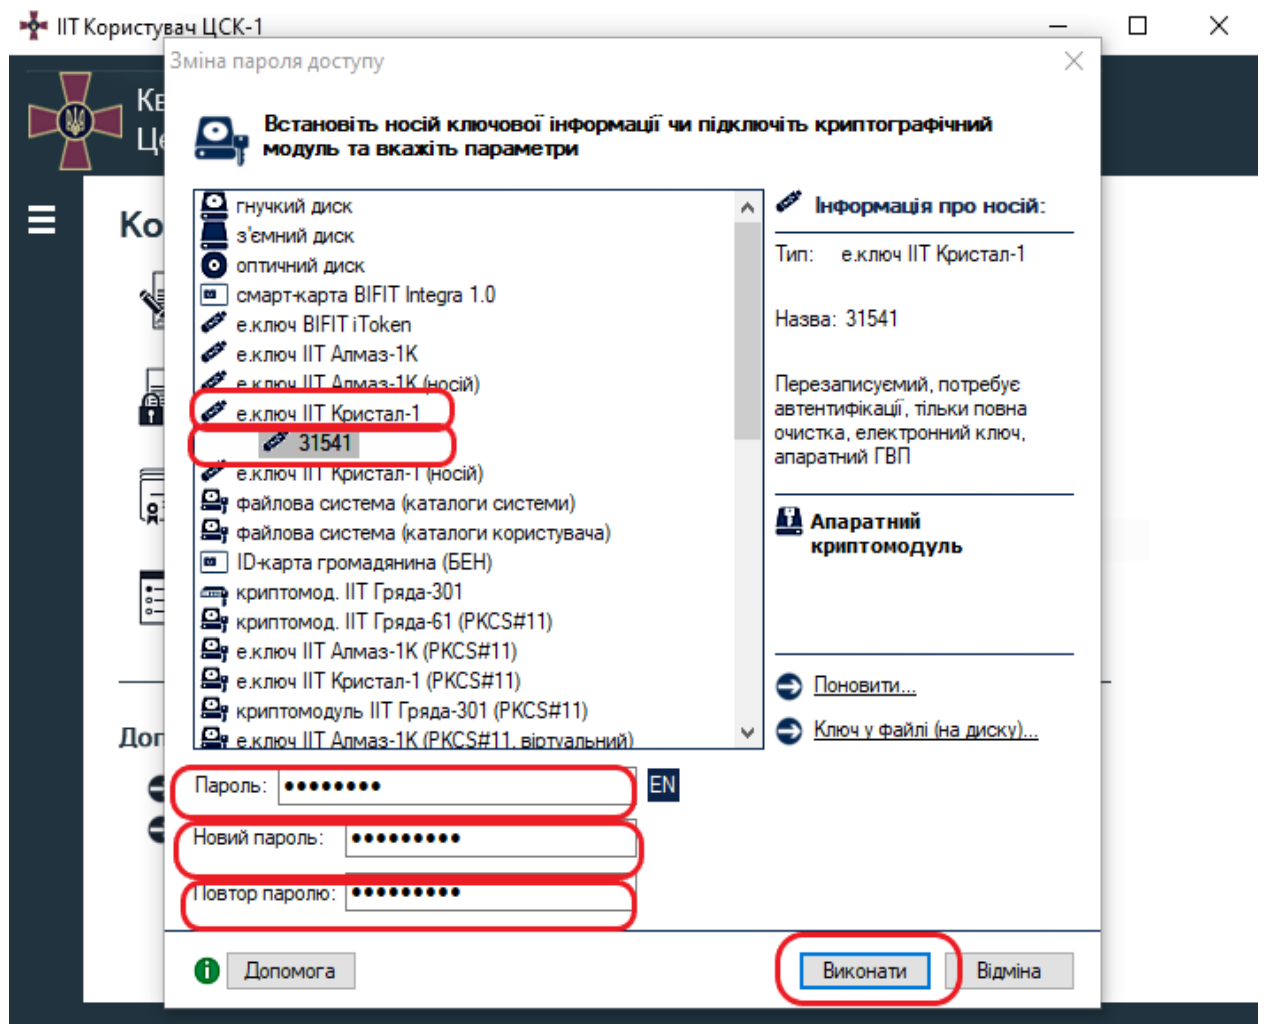 ІІТ Користувач ЦСК-1
Зміна пароля доступу
Кв
Це
Встановіть носій ключової інформації чи підключіть криптографічний
модуль та вкажіть параметри
Ко
гнучкий диск
з'ємний диск
оптичний диск
смарт-карта BIFIT Integra 1.0
е.ключ BIFIT iToken
е.ключ ІІТ Алмаз-1К
е.ключ ІІТ Алмаз-1К (носій)
е.ключ ІІТ Кристал-1
31541
е.ключ ІІТ Кристал-1 (носій)
файлова система (каталоги системи)
файлова система (каталоги користувача)
ID-карта громадянина (БЕН)
криптомод. ІІТ Гряда-301
криптомод. ІІТ Гряда-61 (PKCS#11)
е.ключ ІІТ Алмаз-1К (PKCS#11)
е.ключ ІІТ Кристал-1 (PKCS#11)
криптомодуль ІІТ Гряда-301 (PKCS#11)
е.ключ ІІТ Алмаз-1К (PKCS#11, віртуальний)
Інформація про носій:
Тип: е.ключ ІІТ Кристал-1
Назва: 31541
Перезаписуемий, потребує
автентифікації, тільки повна
очистка, електронний ключ,
апаратний ГВП
Апаратний
криптомодуль
Поновити...
Ключ у файлі (на диску)...
Доп
Пароль: ●●●●●●●● EN
Новий пароль: ●●●●●●●●●
Повтор паролю: ●●●●●●●●●
Допомога
Виконати
Відміна